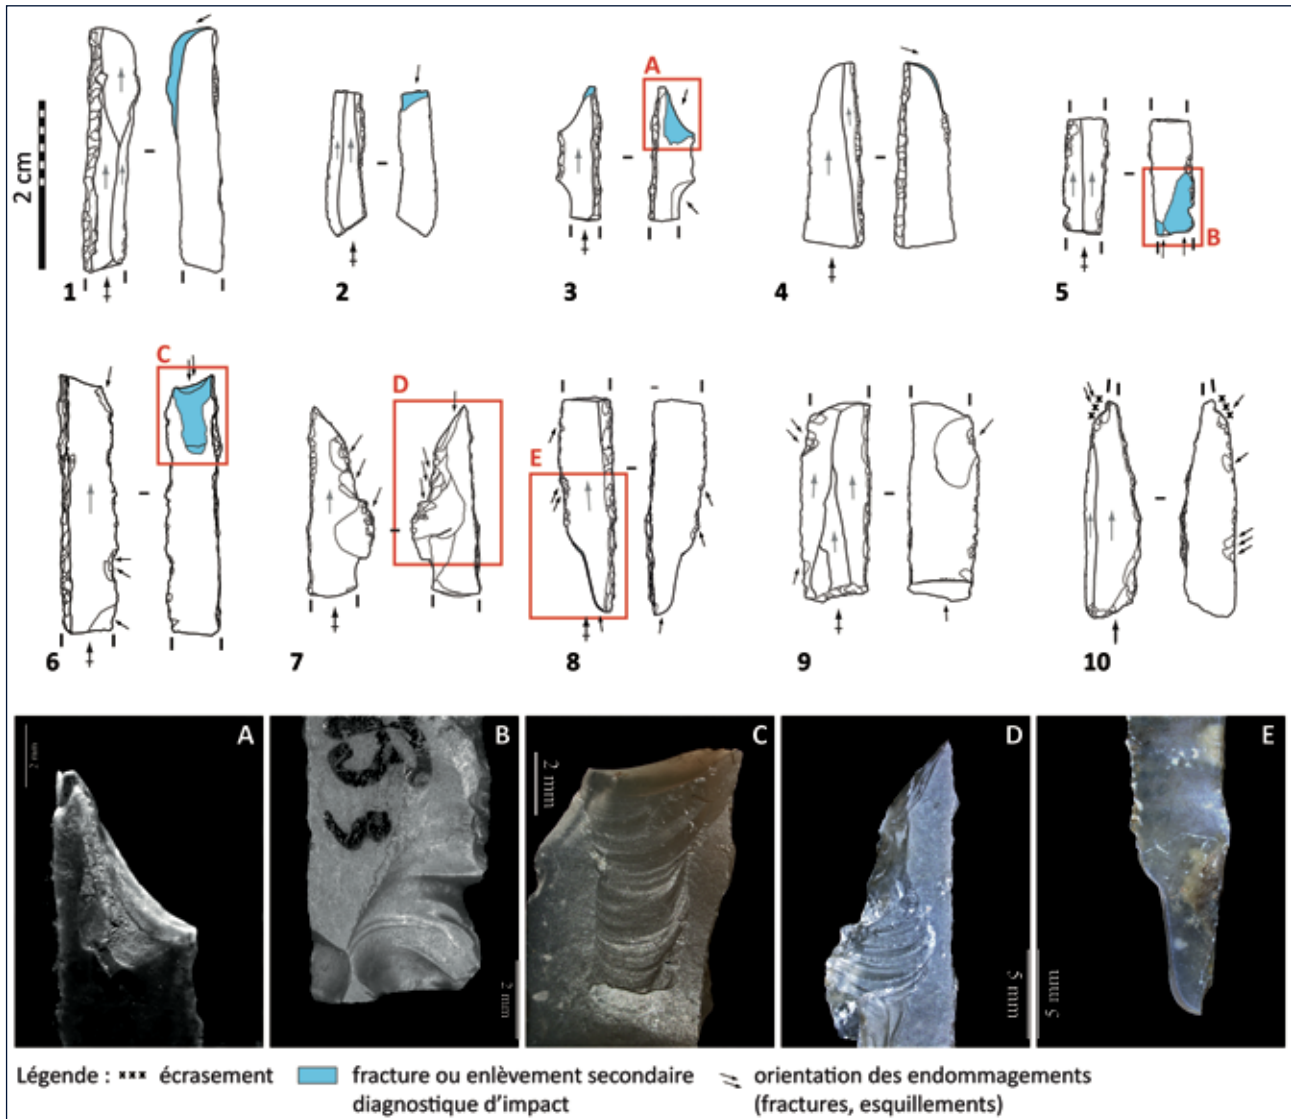 2 cm
1
2
A
3
4
5
B
C
6
D
7
E
8
9
10
A
2 mm
B
2 mm
C
2 mm
D
5 mm
E
5 mm
Légende : xxx écrasement
fracture ou enlèvement secondaire
diagnostique d'impact
orientation des endommagements
(fractures, esquillements)